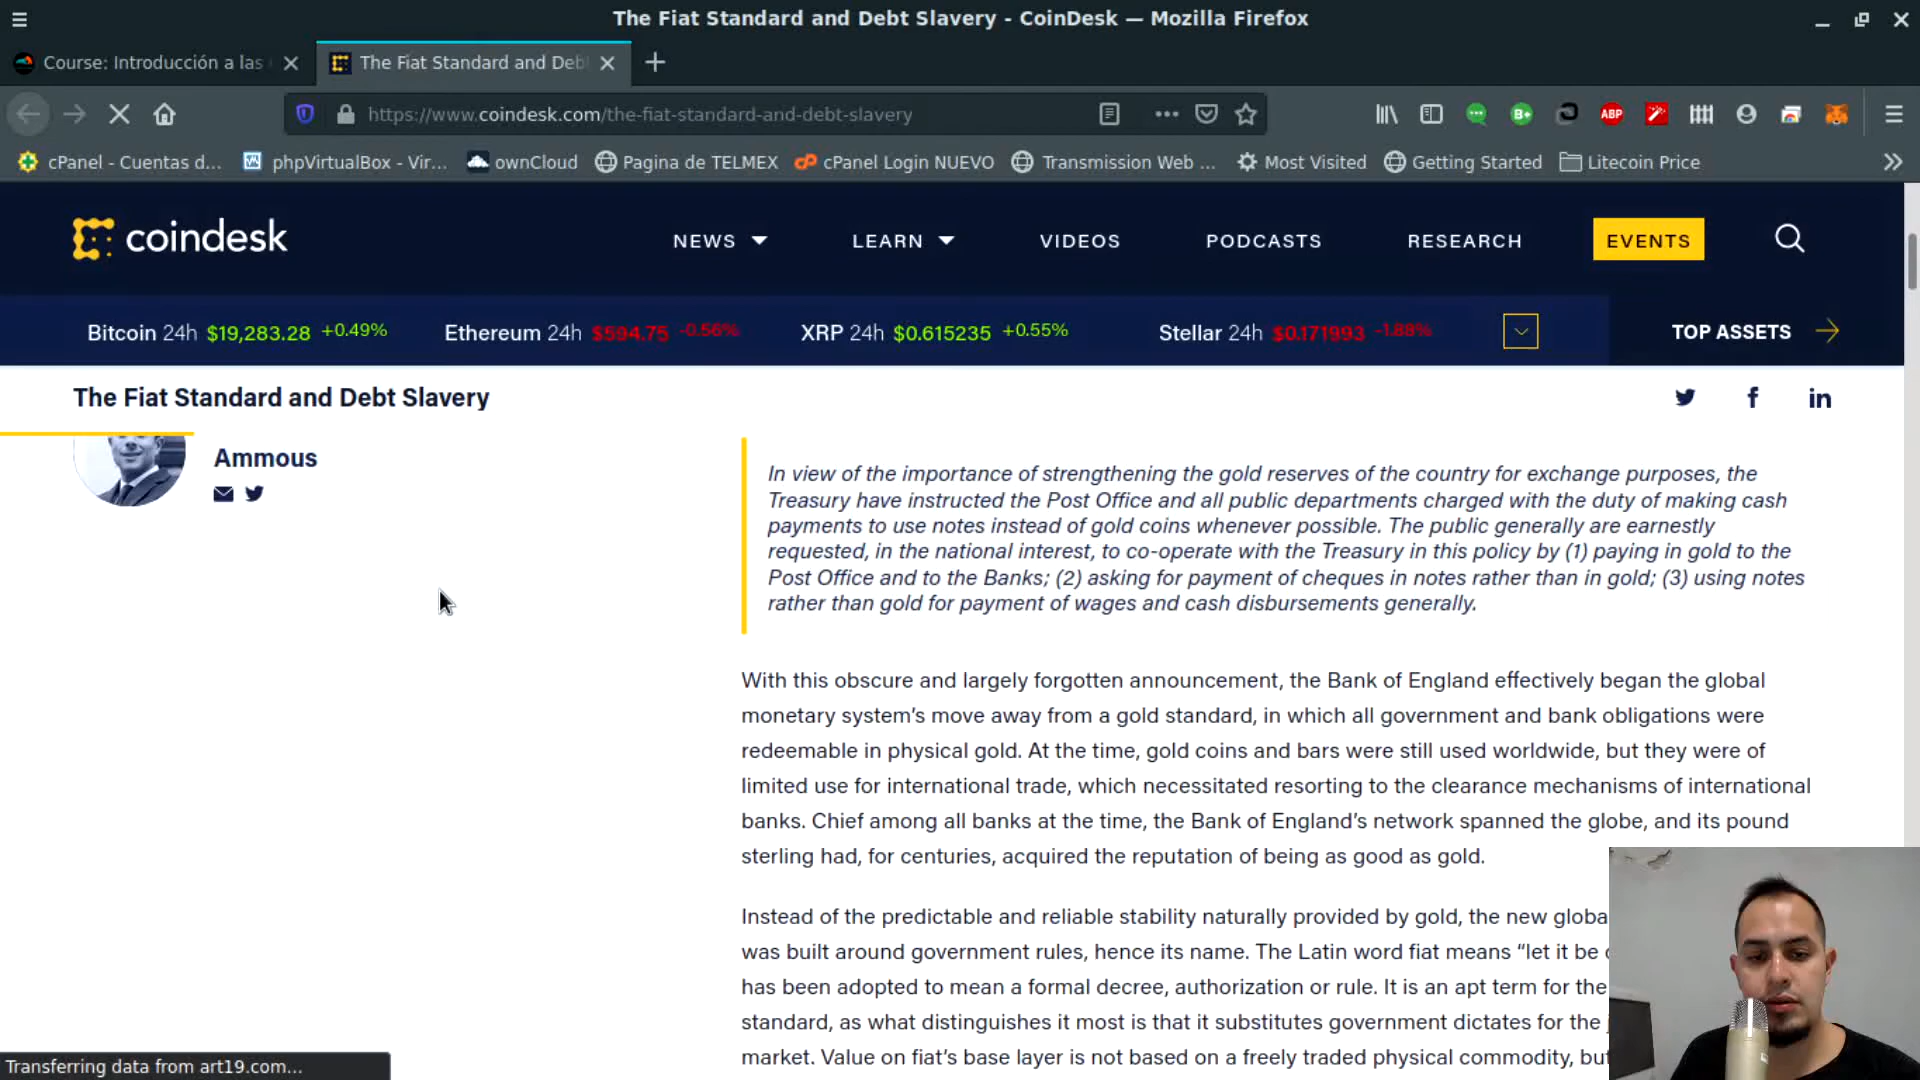 The Fiat Standard and Debt Slavery - CoinDesk — Mozilla Firefox
Course: Introducción a las
The Fiat Standard and Deb
https://www.coindesk.com/the-fiat-standard-and-debt-slavery
ABP
cPanel - Cuentas d...
phpVirtualBox - Vir...
ownCloud
Pagina de TELMEX
cPanel Login NUEVO
Transmission Web ...
Most Visited
Getting Started
Litecoin Price
coindesk
NEWS
LEARN
VIDEOS
PODCASTS
RESEARCH
EVENTS
Bitcoin 24h $19,283.28 +0.49%
Ethereum 24h $594.75 -0.56%
XRP 24h $0.615235 +0.55%
Stellar 24h $0.171993 -1.88%
TOP ASSETS
The Fiat Standard and Debt Slavery
Ammous
In view of the importance of strengthening the gold reserves of the country for exchange purposes, the
Treasury have instructed the Post Office and all public departments charged with the duty of making cash
payments to use notes instead of gold coins whenever possible. The public generally are earnestly
requested, in the national interest, to co-operate with the Treasury in this policy by (1) paying in gold to the
Post Office and to the Banks; (2) asking for payment of cheques in notes rather than in gold; (3) using notes
rather than gold for payment of wages and cash disbursements generally.
With this obscure and largely forgotten announcement, the Bank of England effectively began the global
monetary system’s move away from a gold standard, in which all government and bank obligations were
redeemable in physical gold. At the time, gold coins and bars were still used worldwide, but they were of
limited use for international trade, which necessitated resorting to the clearance mechanisms of international
banks. Chief among all banks at the time, the Bank of England’s network spanned the globe, and its pound
sterling had, for centuries, acquired the reputation of being as good as gold.
Instead of the predictable and reliable stability naturally provided by gold, the new globa
was built around government rules, hence its name. The Latin word fiat means “let it be
has been adopted to mean a formal decree, authorization or rule. It is an apt term for the
standard, as what distinguishes it most is that it substitutes government dictates for the
market. Value on fiat’s base layer is not based on a freely traded physical commodity, bu
Transferring data from art19.com...